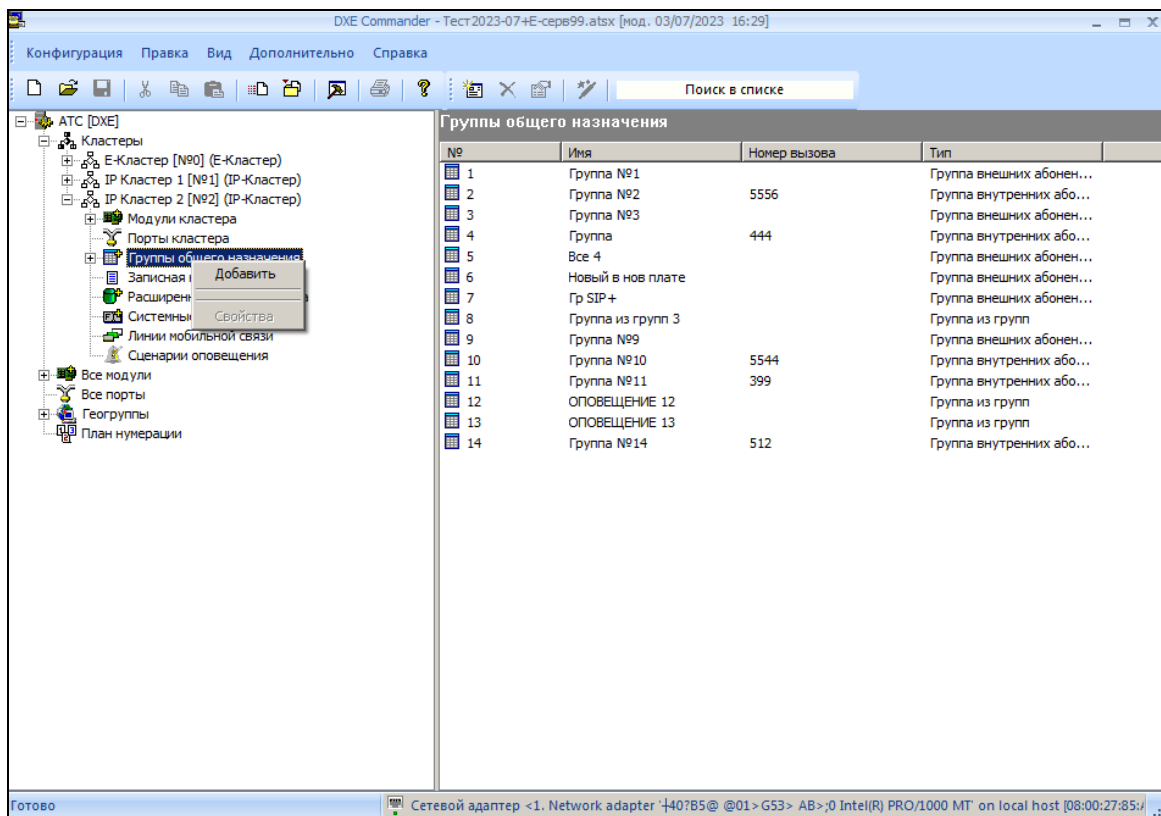 DXE Commander - Тест2023-07+Е-серв99.atsx [мод. 03/07/2023 16:29]
Конфигурация Правка Вид Дополнительно Справка
Поиск в списке
АТС [DXE]
Кластеры
Е-Кластер [№0] (Е-Кластер)
IP Кластер 1 [№1] (IP-Кластер)
IP Кластер 2 [№2] (IP-Кластер)
Модули кластера
Порты кластера
Группы общего назначения
Записная
Расширен
Системные
Линии мобильной связи
Сценарии оповещения
Все модули
Все порты
Геогруппы
План нумерации
Добавить
Свойства
Группы общего назначения
№ Имя Номер вызова Тип
1 Группа №1 Группа внешних абонен...
2 Группа №2 5556 Группа внутренних або...
3 Группа №3 Группа внешних абонен...
4 Группа 444 Группа внутренних або...
5 Все 4 Группа внешних абонен...
6 Новый в нов плате Группа внешних абонен...
7 Гр SIP+ Группа внешних абонен...
8 Группа из групп 3 Группа из групп
9 Группа №9 Группа внешних абонен...
10 Группа №10 5544 Группа внутренних або...
11 Группа №11 399 Группа внутренних або...
12 ОПОВЕЩЕНИЕ 12 Группа из групп
13 ОПОВЕЩЕНИЕ 13 Группа из групп
14 Группа №14 512 Группа внутренних або...
Готово
Сетевой адаптер <1. Network adapter '┼40?B5@ @01>G53> AB>;0 Intel(R) PRO/1000 MT' on local host [08:00:27:85: